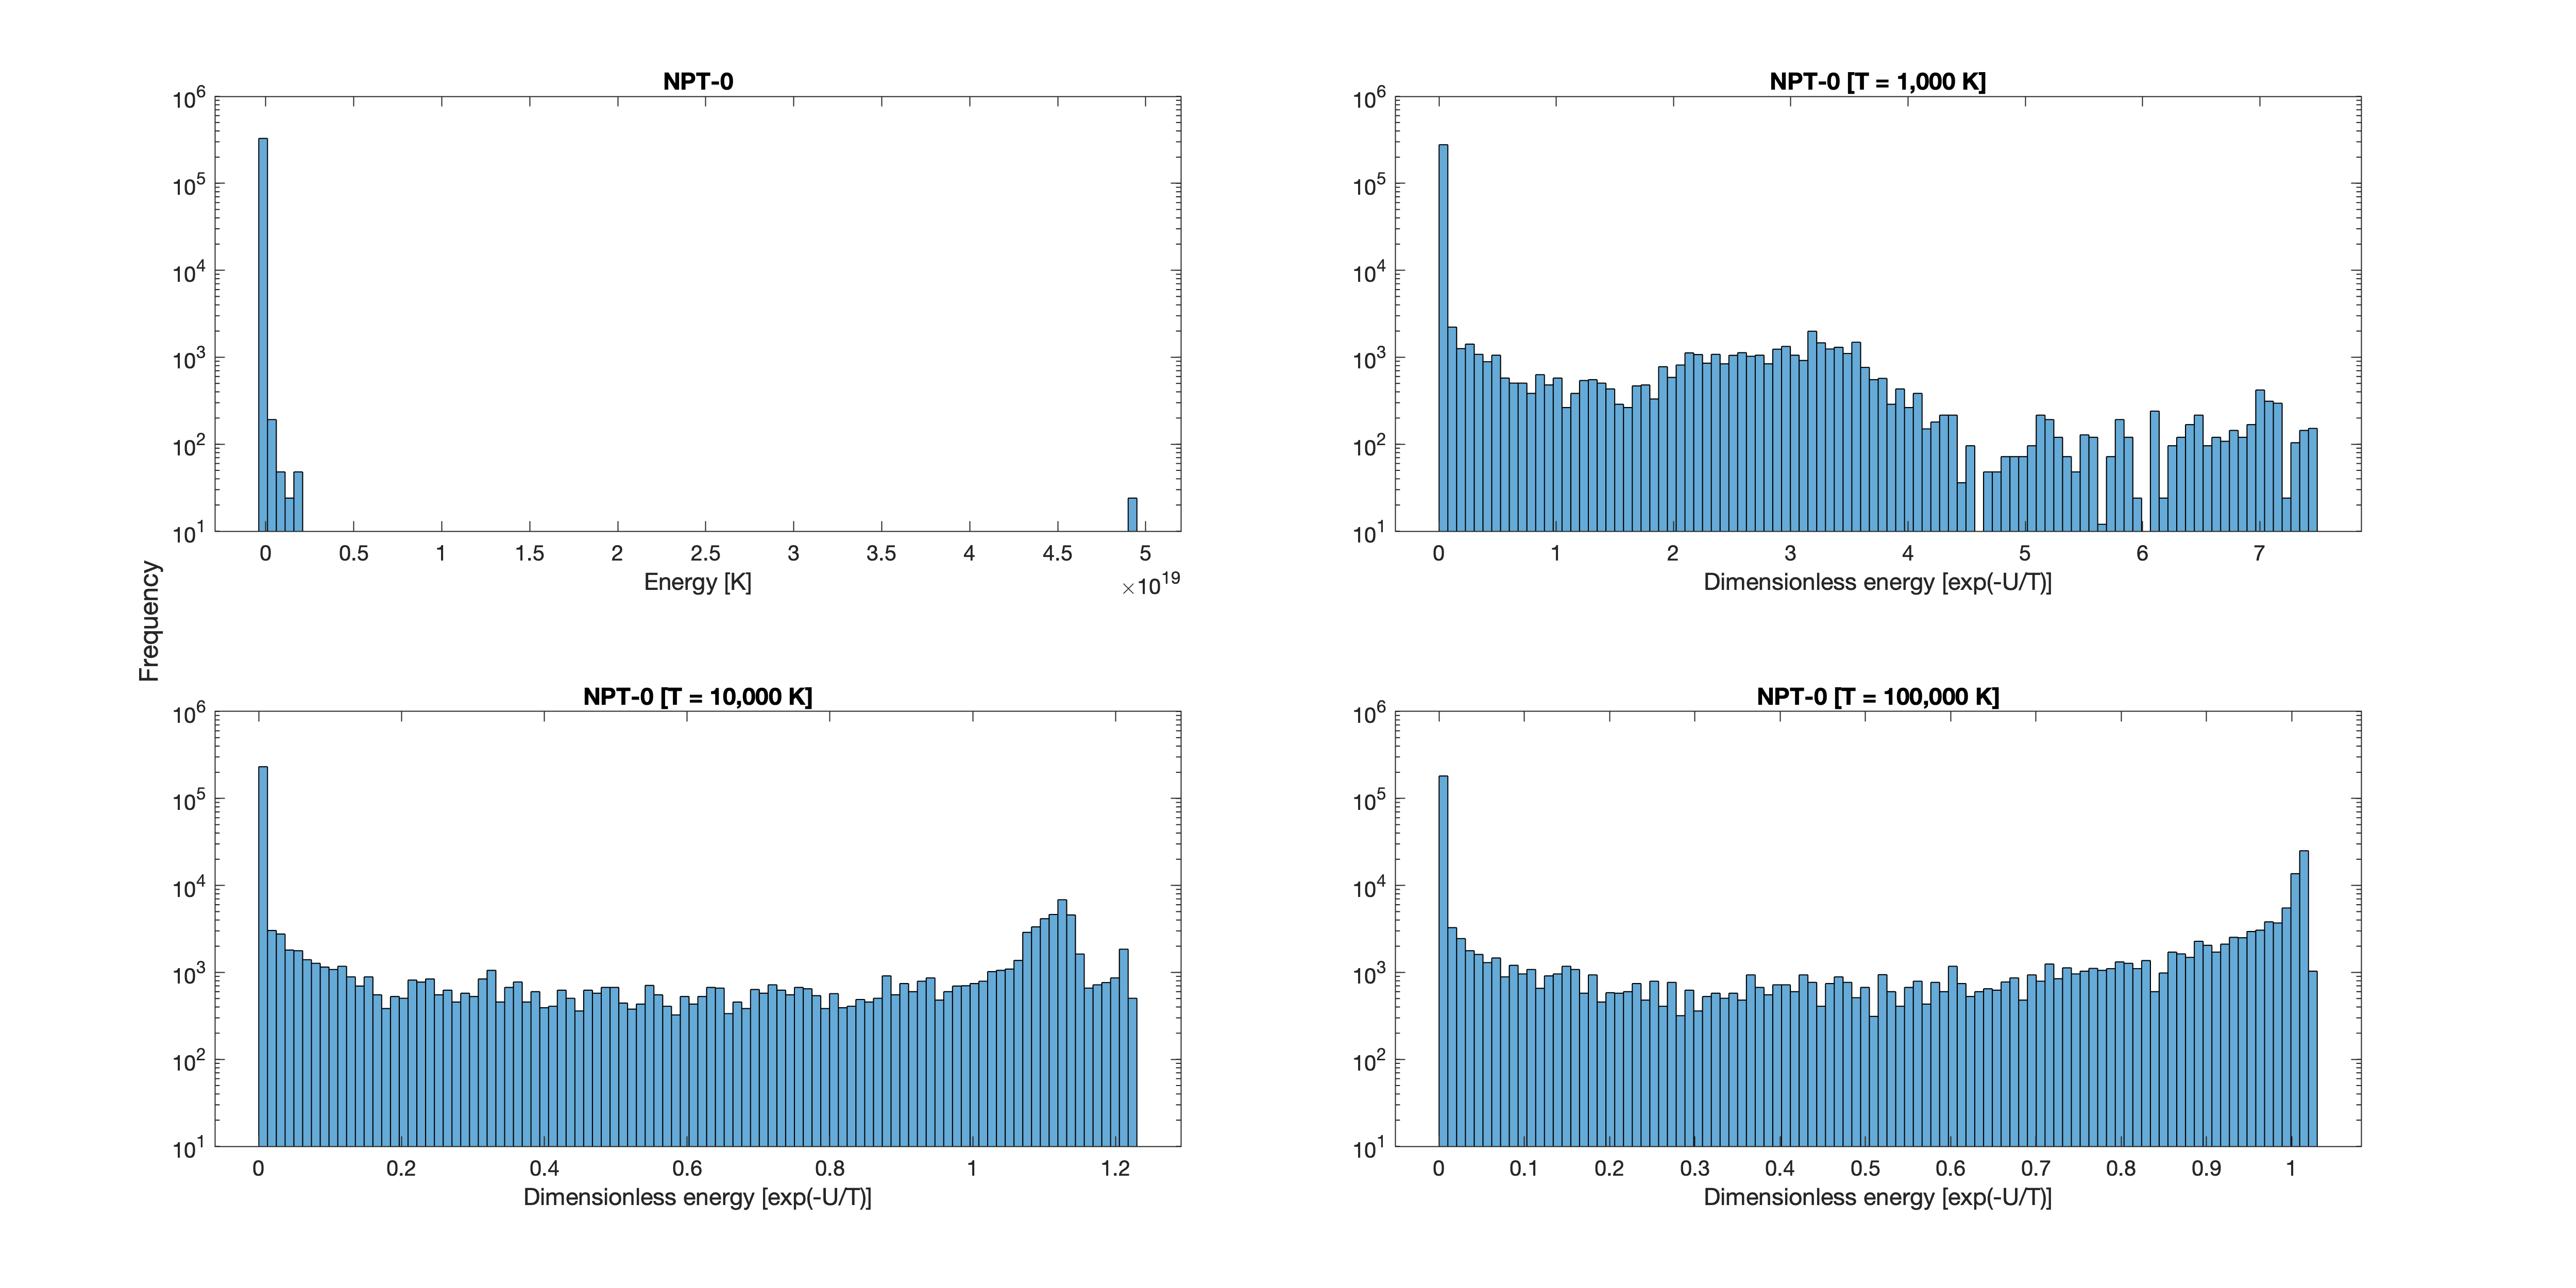 NPT-0
10^6
10^5
10^4
10^3
10^2
10^1
0 0.5 1 1.5 2 2.5 3 3.5 4 4.5 5
×10^19
Energy [K]
NPT-0 [T = 1,000 K]
10^6
10^5
10^4
10^3
10^2
10^1
0 1 2 3 4 5 6 7
Dimensionless energy [exp(-U/T)]
Frequency
NPT-0 [T = 10,000 K]
10^6
10^5
10^4
10^3
10^2
10^1
0 0.2 0.4 0.6 0.8 1 1.2
Dimensionless energy [exp(-U/T)]
NPT-0 [T = 100,000 K]
10^6
10^5
10^4
10^3
10^2
10^1
0 0.1 0.2 0.3 0.4 0.5 0.6 0.7 0.8 0.9 1
Dimensionless energy [exp(-U/T)]